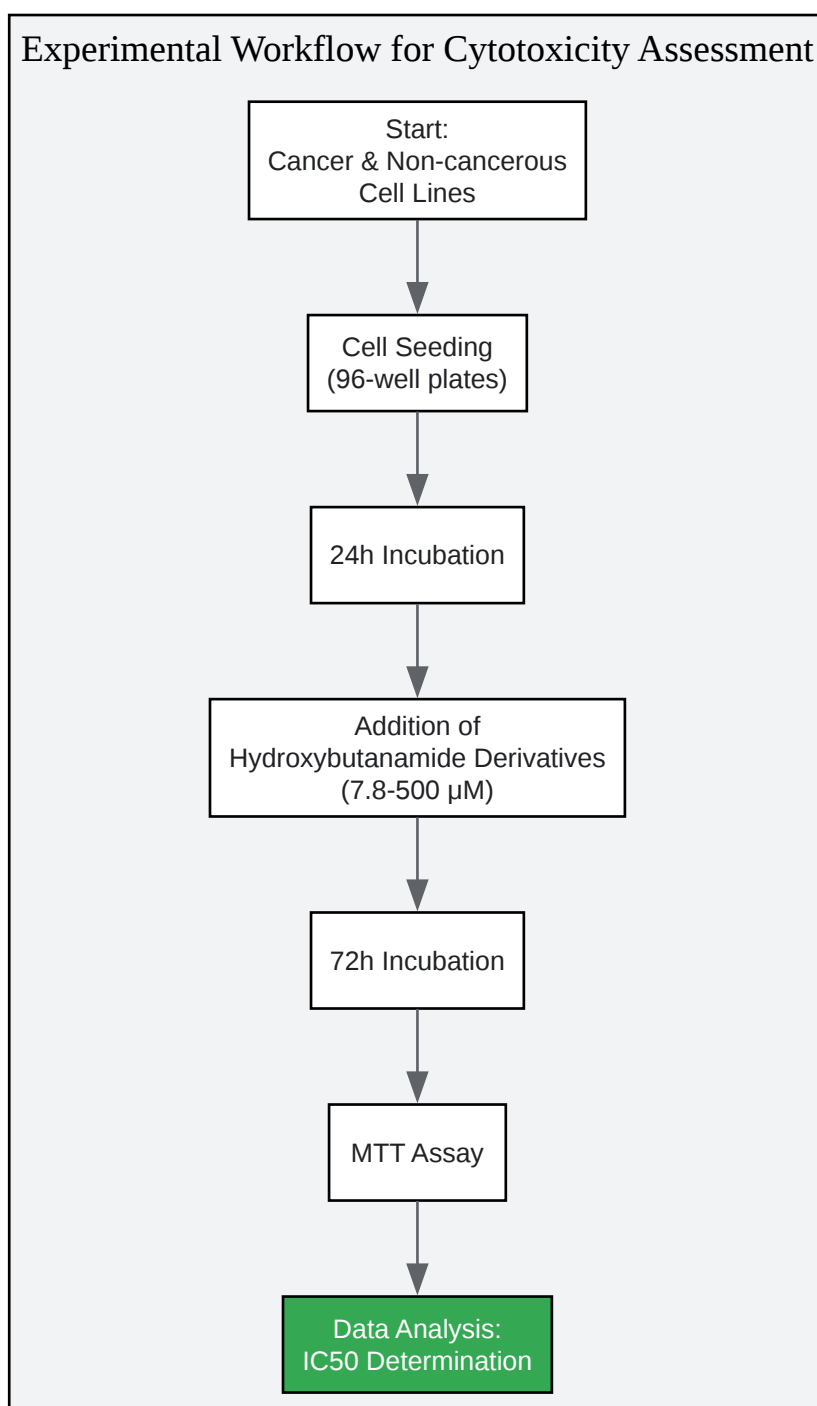 Experimental Workflow for Cytotoxicity Assessment
Start:
Cancer & Non-cancerous
Cell Lines
Cell Seeding
(96-well plates)
24h Incubation
Addition of
Hydroxybutanamide Derivatives
(7.8-500 μM)
72h Incubation
MTT Assay
Data Analysis:
IC50 Determination